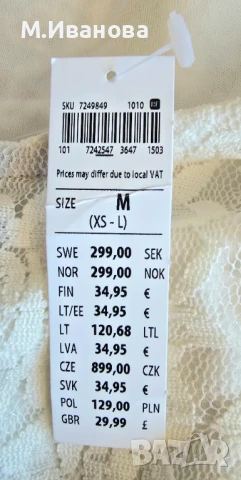 М.Иванова
SKU 7249849 1010
101 7242547 3647 1503
Prices may differ due to local VAT
SIZE M
(XS - L)
SWE 299,00 SEK
NOR 299,00 NOK
FIN 34,95 €
LT/EE 34,95 €
LT 120,68 LTL
LVA 34,95 €
CZE 899,00 CZK
SVK 34,95 €
POL 129,00 PLN
GBR 29,99 £
BAZAR